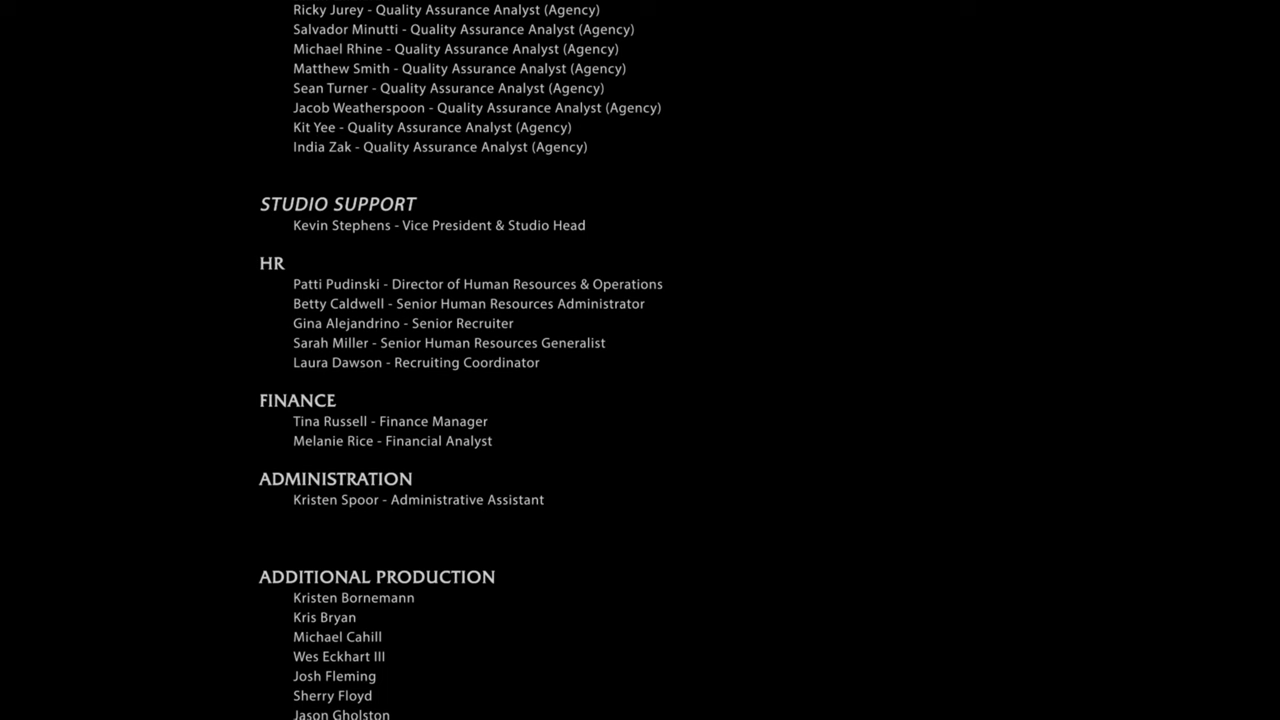 Ricky Jurey - Quality Assurance Analyst (Agency)
Salvador Minutti - Quality Assurance Analyst (Agency)
Michael Rhine - Quality Assurance Analyst (Agency)
Matthew Smith - Quality Assurance Analyst (Agency)
Sean Turner - Quality Assurance Analyst (Agency)
Jacob Weatherspoon - Quality Assurance Analyst (Agency)
Kit Yee - Quality Assurance Analyst (Agency)
India Zak - Quality Assurance Analyst (Agency)
STUDIO SUPPORT
Kevin Stephens - Vice President & Studio Head
HR
Patti Pudinski - Director of Human Resources & Operations
Betty Caldwell - Senior Human Resources Administrator
Gina Alejandrino - Senior Recruiter
Sarah Miller - Senior Human Resources Generalist
Laura Dawson - Recruiting Coordinator
FINANCE
Tina Russell - Finance Manager
Melanie Rice - Financial Analyst
ADMINISTRATION
Kristen Spoor - Administrative Assistant
ADDITIONAL PRODUCTION
Kristen Bornemann
Kris Bryan
Michael Cahill
Wes Eckhart III
Josh Fleming
Sherry Floyd
Jason Gholston